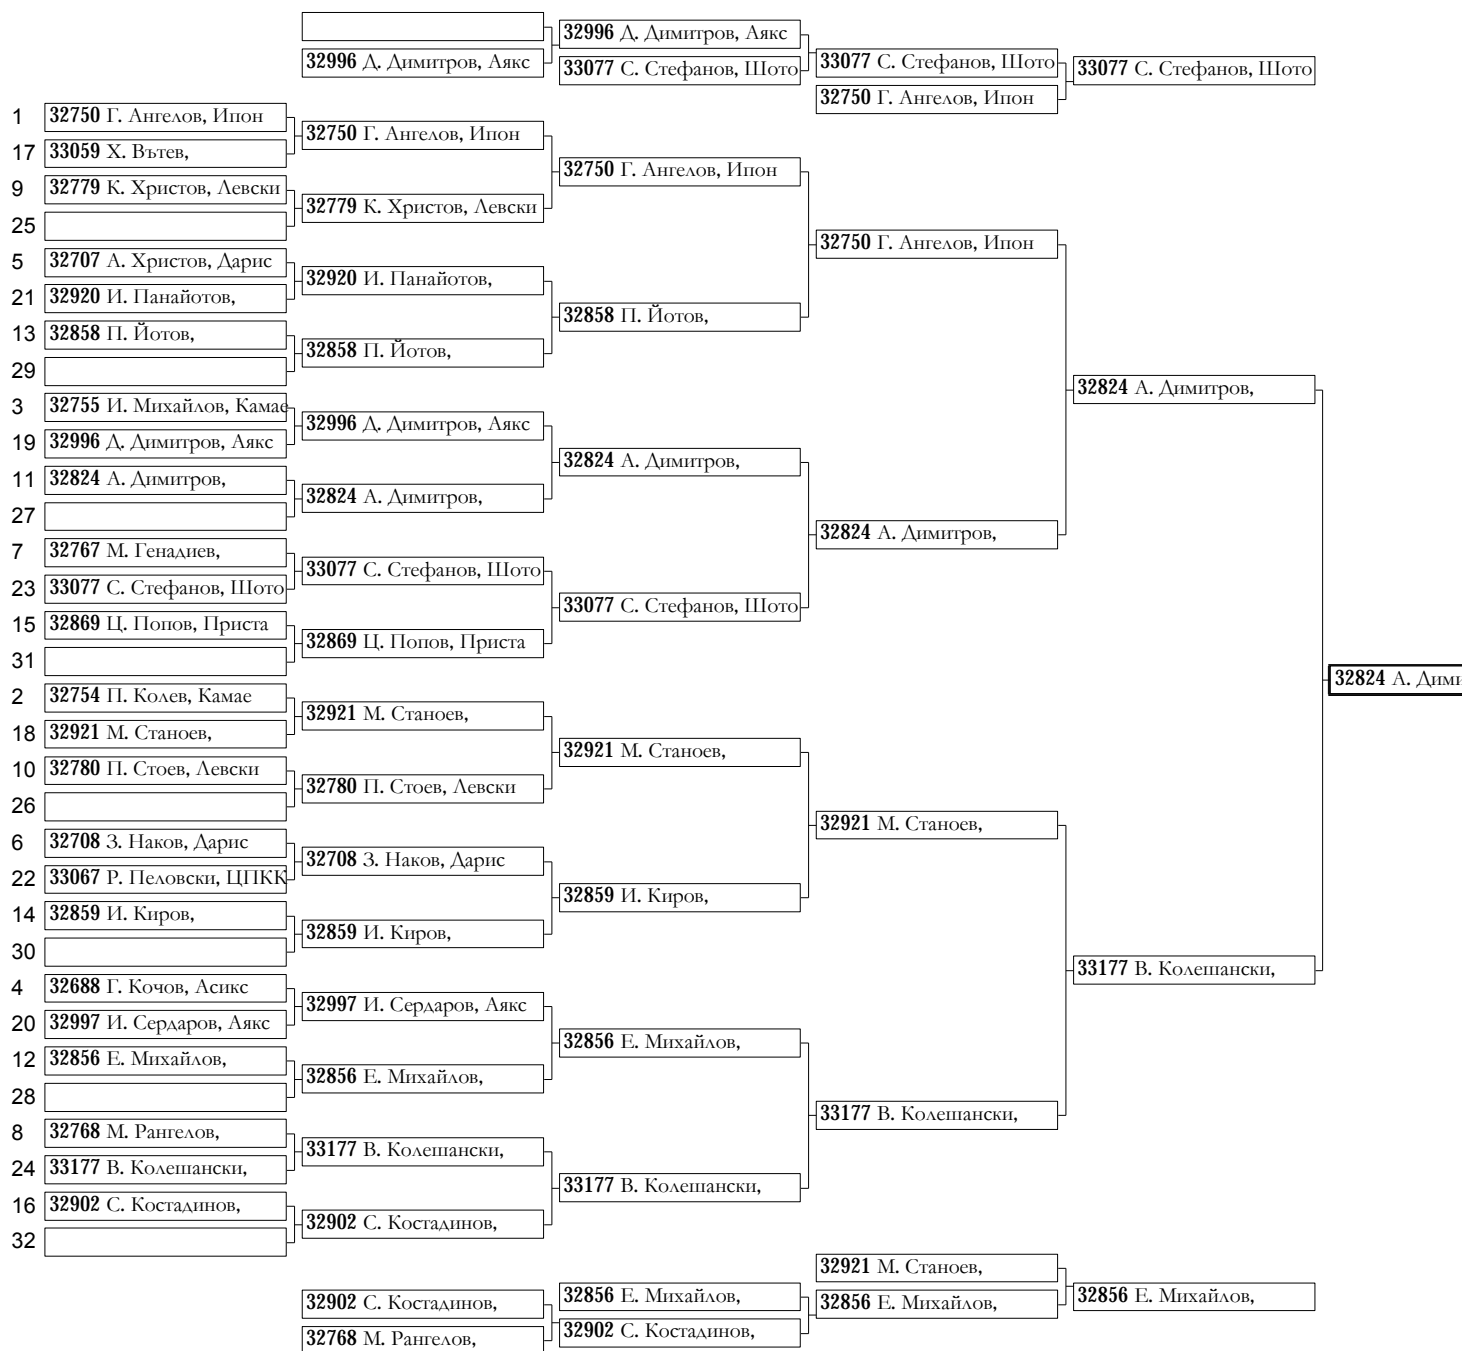 32996 Д. Димитров, Аякс
32996 Д. Димитров, Аякс
33077 С. Стефанов, Шото
33077 С. Стефанов, Шото
32750 Г. Ангелов, Ипон
33077 С. Стефанов, Шото
1 32750 Г. Ангелов, Ипон
17 33059 Х. Вътев,
9 32779 К. Христов, Левски
25
5 32707 А. Христов, Дарис
21 32920 И. Панайотов,
13 32858 П. Йотов,
29
3 32755 И. Михайлов, Камае
19 32996 Д. Димитров, Аякс
11 32824 А. Димитров,
27
7 32767 М. Генадиев,
23 33077 С. Стефанов, Шото
15 32869 Ц. Попов, Приста
31
2 32754 П. Колев, Камае
18 32921 М. Станоев,
10 32780 П. Стоев, Левски
26
6 32708 З. Наков, Дарис
22 33067 Р. Пеловски, ЦПКК
14 32859 И. Киров,
30
4 32688 Г. Кочов, Асикс
20 32997 И. Сердаров, Аякс
12 32856 Е. Михайлов,
28
8 32768 М. Рангелов,
24 33177 В. Колешански,
16 32902 С. Костадинов,
32
32750 Г. Ангелов, Ипон
32779 К. Христов, Левски
32920 И. Панайотов,
32858 П. Йотов,
32996 Д. Димитров, Аякс
32824 А. Димитров,
33077 С. Стефанов, Шото
32869 Ц. Попов, Приста
32921 М. Станоев,
32780 П. Стоев, Левски
32708 З. Наков, Дарис
32859 И. Киров,
32997 И. Сердаров, Аякс
32856 Е. Михайлов,
33177 В. Колешански,
32902 С. Костадинов,
32750 Г. Ангелов, Ипон
32858 П. Йотов,
32824 А. Димитров,
33077 С. Стефанов, Шото
32921 М. Станоев,
32859 И. Киров,
32856 Е. Михайлов,
33177 В. Колешански,
32750 Г. Ангелов, Ипон
32824 А. Димитров,
32921 М. Станоев,
33177 В. Колешански,
32824 А. Димитров,
33177 В. Колешански,
32824 А.
32902 С. Костадинов,
32768 М. Рангелов,
32856 Е. Михайлов,
32902 С. Костадинов,
32921 М. Станоев,
32856 Е. Михайлов,
32856 Е. Михайлов,